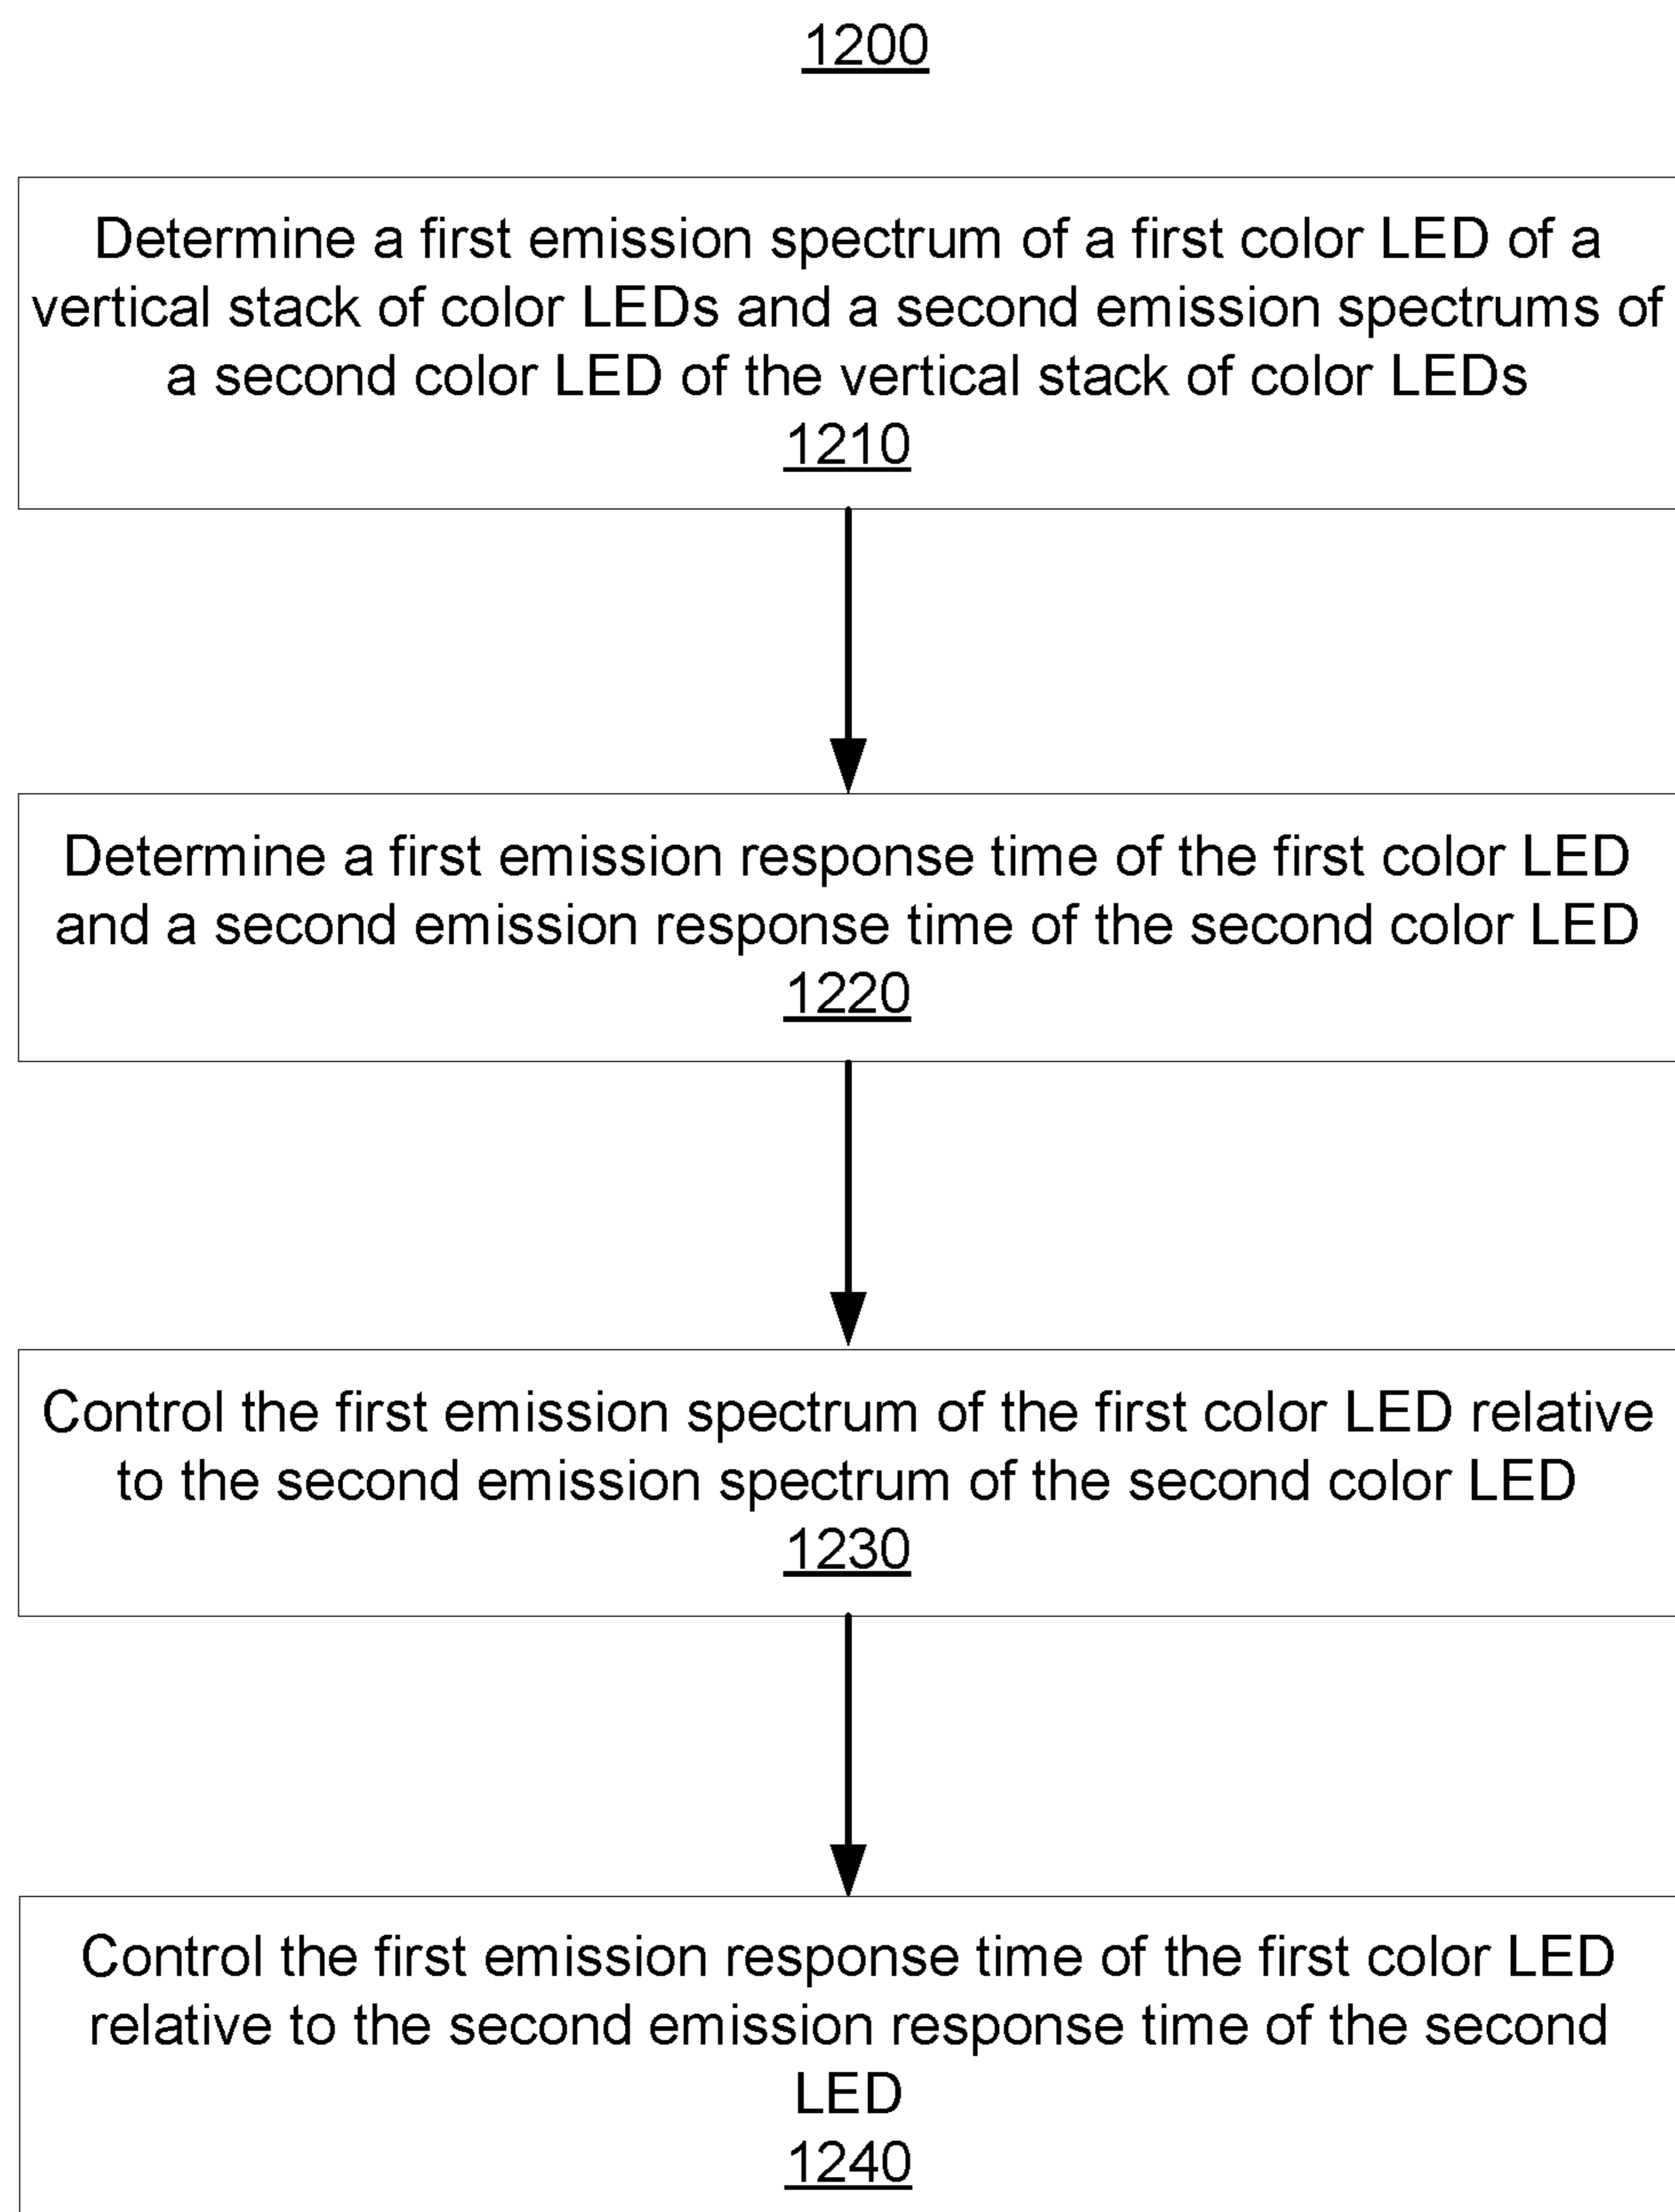 1200
Determine a first emission spectrum of a first color LED of a
vertical stack of color LEDs and a second emission spectrums of
a second color LED of the vertical stack of color LEDs
1210
Determine a first emission response time of the first color LED
and a second emission response time of the second color LED
1220
Control the first emission spectrum of the first color LED relative
to the second emission spectrum of the second color LED
1230
Control the first emission response time of the first color LED
relative to the second emission response time of the second
LED
1240